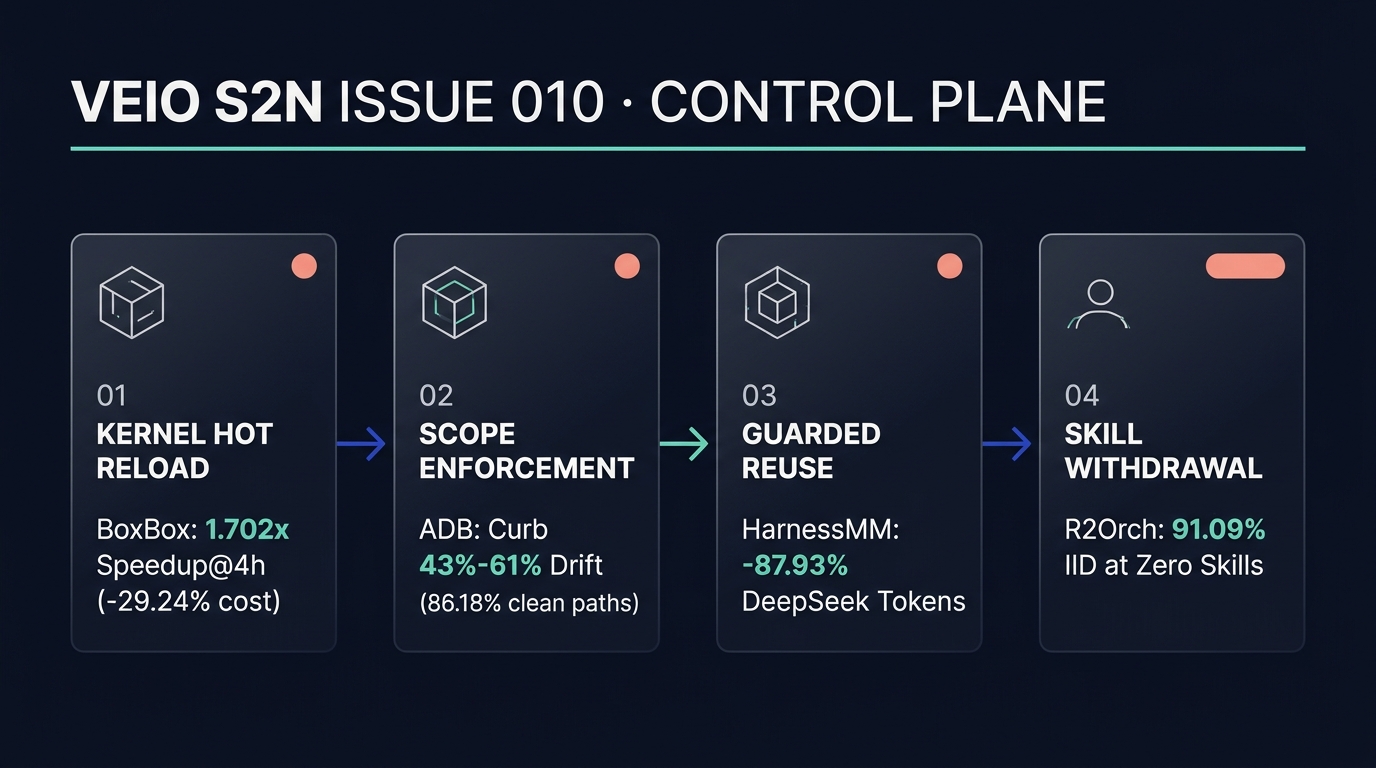 VEIO S2N ISSUE 010 · CONTROL PLANE
01
KERNEL HOT
RELOAD
BoxBox: 1.702x
Speedup@4h
(-29.24% cost)
02
SCOPE
ENFORCEMENT
ADB: Curb
43%-61% Drift
(86.18% clean paths)
03
GUARDED
REUSE
HarnessMM:
-87.93%
DeepSeek Tokens
04
SKILL
WITHDRAWAL
R2Orch: 91.09%
IID at Zero Skills